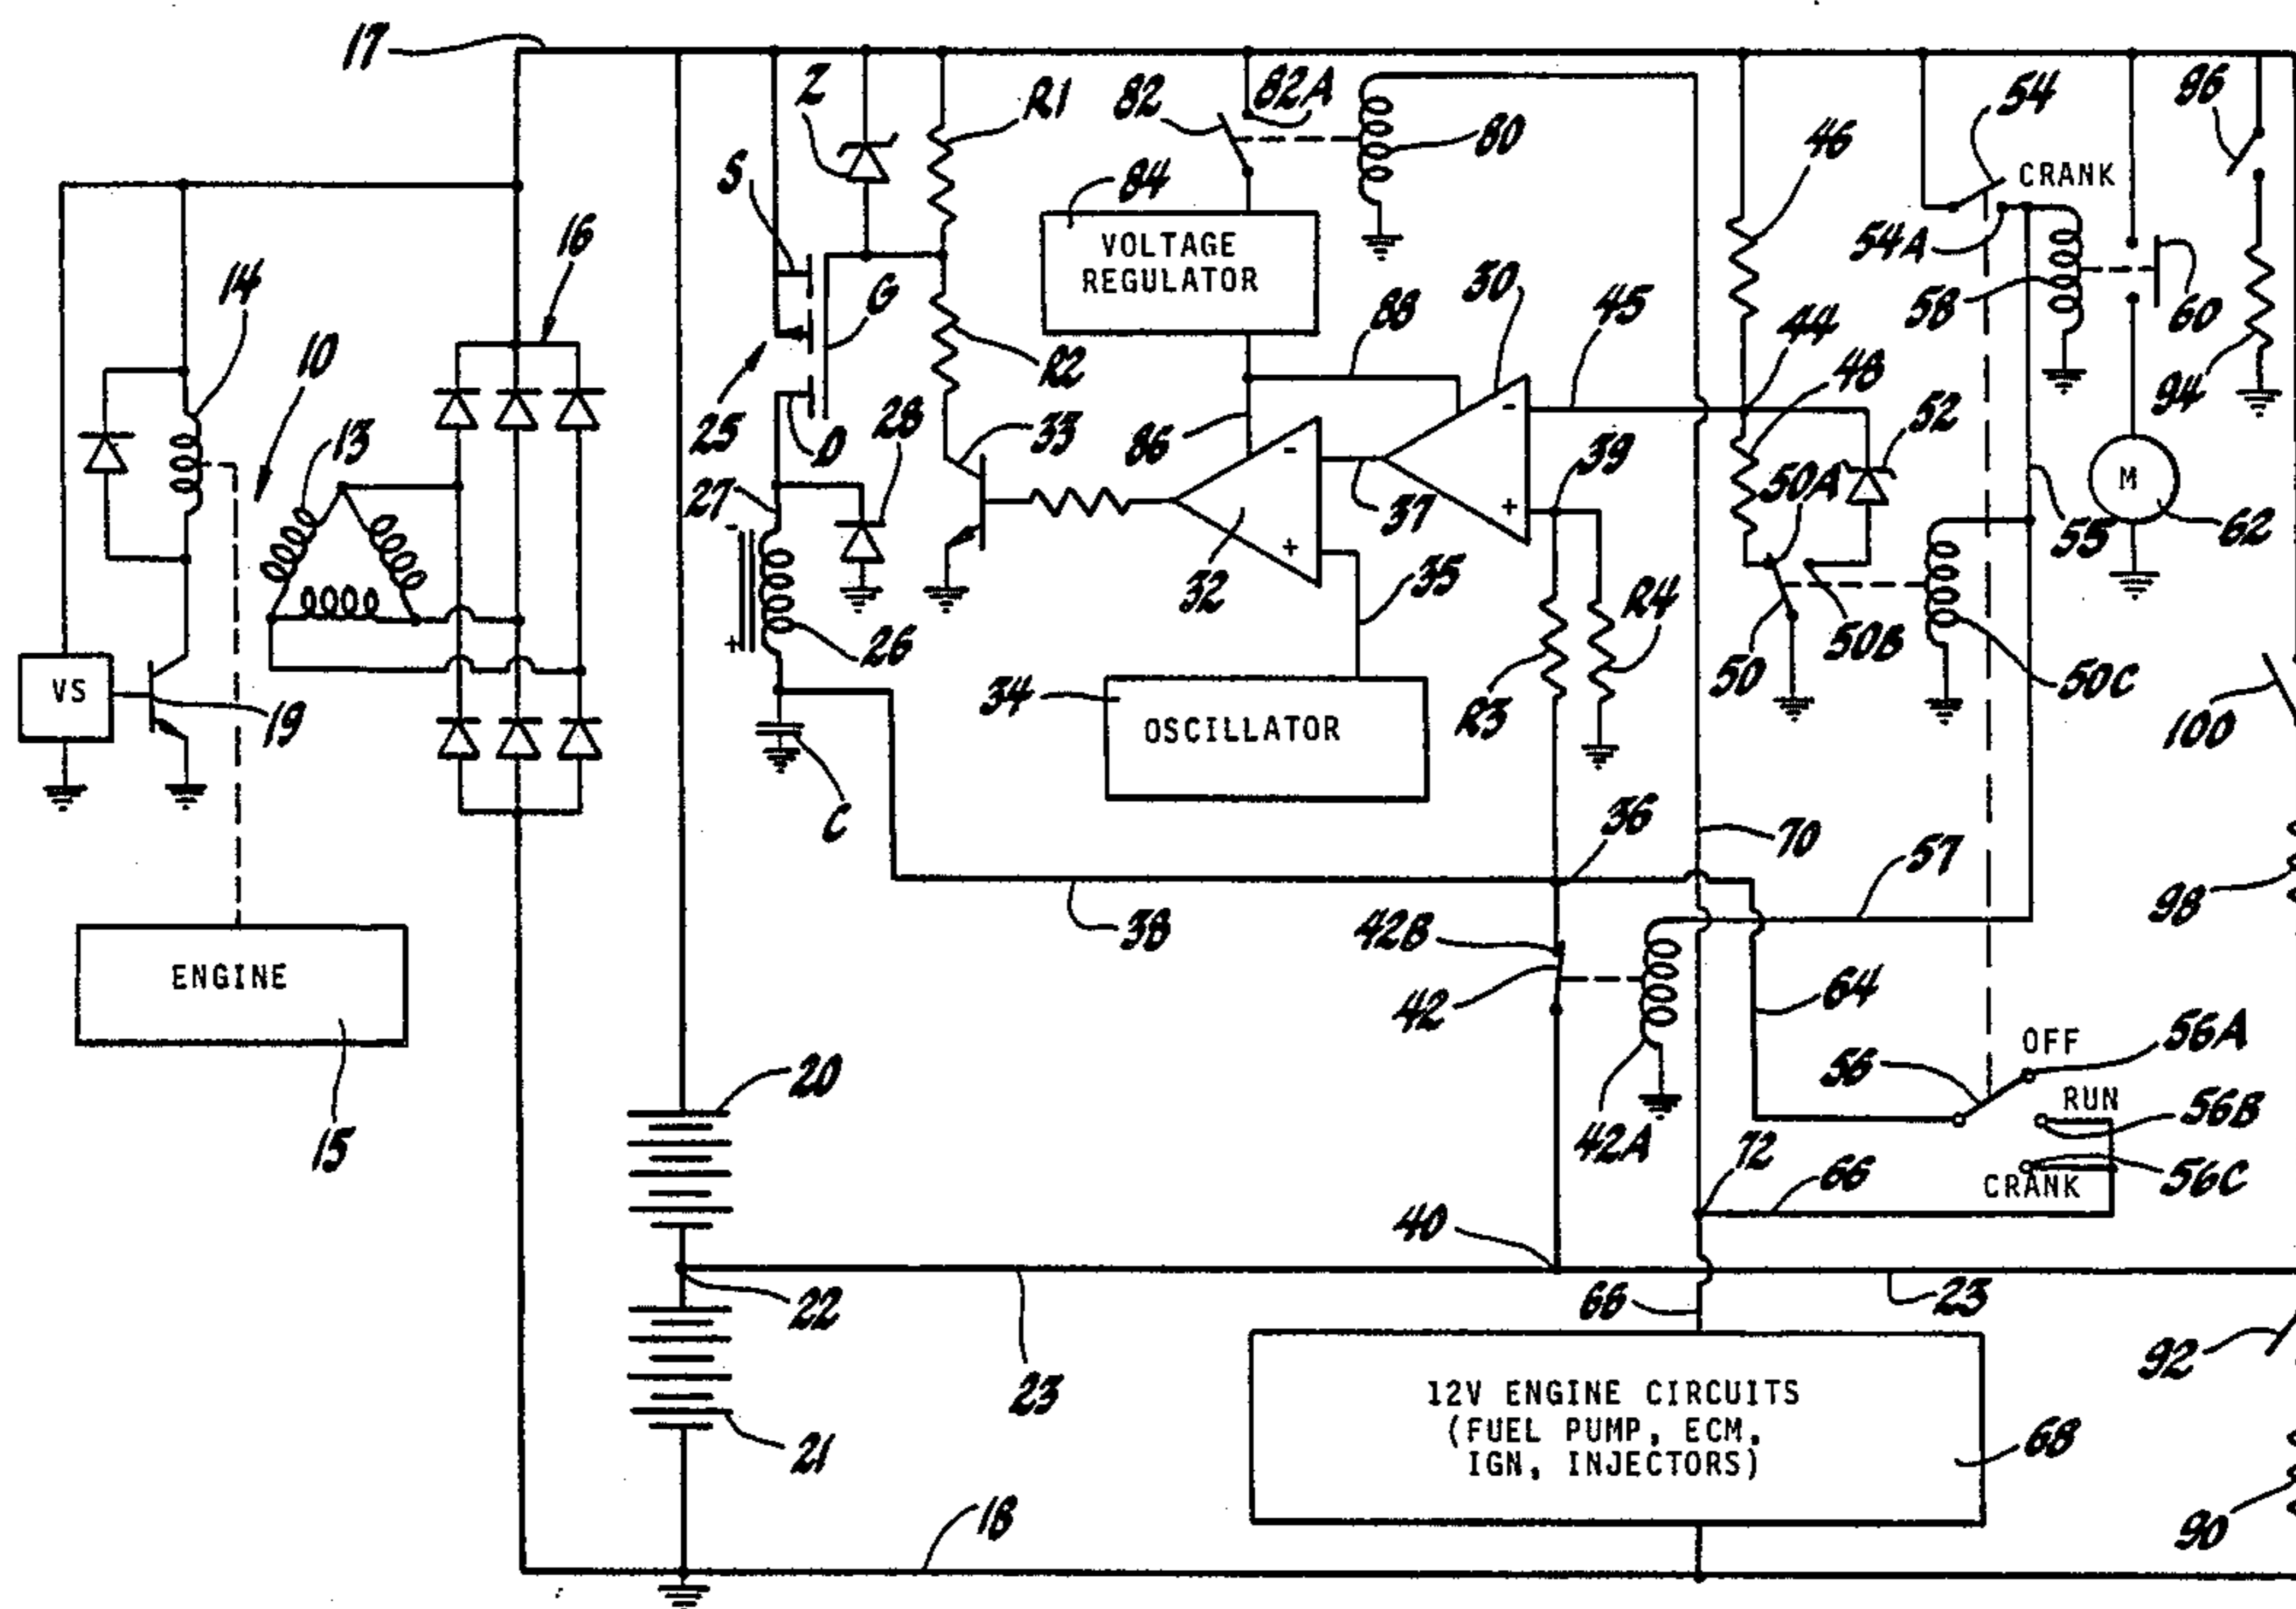 17
Z
R1
82
82A
80
46
54
CRANK
96
S
84
VOLTAGE
REGULATOR
54A
58
60
14
16
10
13
G
R2
88
30
45
44
48
94
25
D
28
33
86
-
39
50A
52
M
62
27
-
-
+
37
55
+
26
32
+
35
R4
50
50B
50C
VS
19
34
OSCILLATOR
R3
100
C
36
70
57
98
38
42B
42
64
ENGINE
15
20
42A
56
OFF
56A
RUN
56B
72
66
CRANK
56C
40
22
23
66
23
92
12V ENGINE CIRCUITS
(FUEL PUMP, ECM,
IGN, INJECTORS)
68
21
18
90